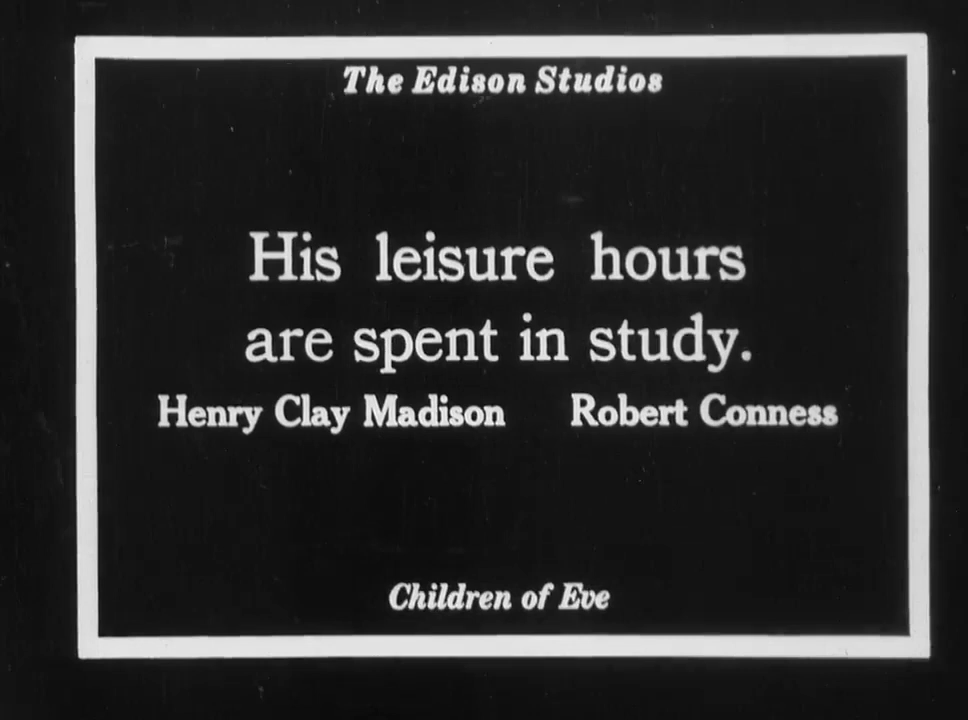 The Edison Studios
His leisure hours
are spent in study.
Henry Clay Madison Robert Conness
Children of Eve